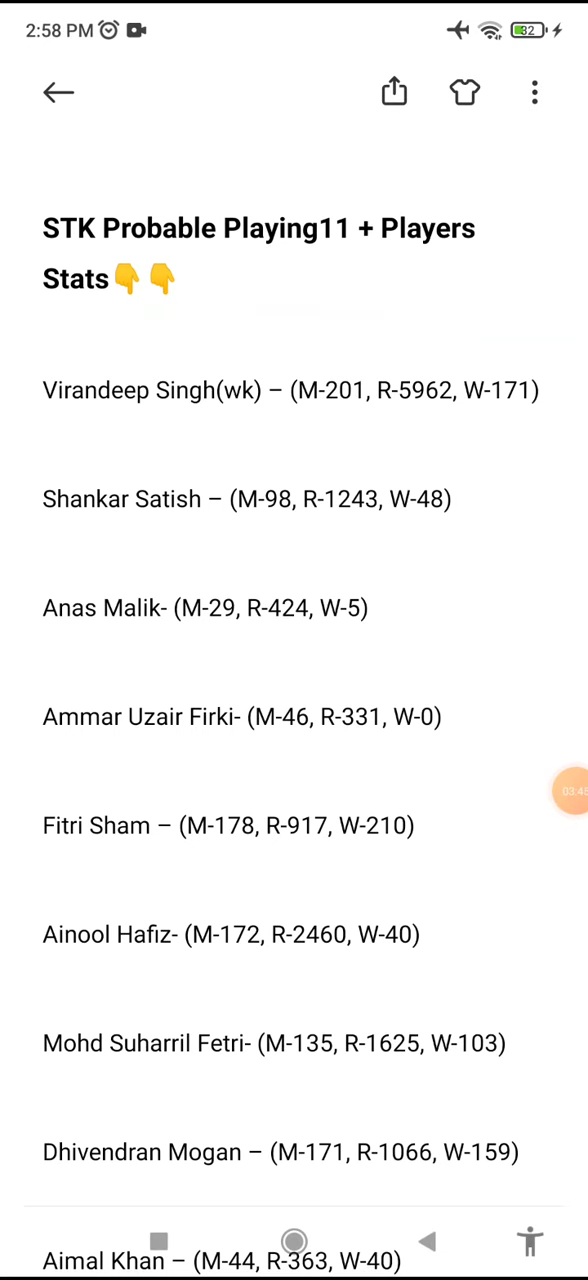 2:58 PM
32
STK Probable Playing11 + Players
Stats👇👇
Virandeep Singh(wk) – (M-201, R-5962, W-171)
Shankar Satish – (M-98, R-1243, W-48)
Anas Malik- (M-29, R-424, W-5)
Ammar Uzair Firki- (M-46, R-331, W-0)
03:45
Fitri Sham – (M-178, R-917, W-210)
Ainool Hafiz- (M-172, R-2460, W-40)
Mohd Suharril Fetri- (M-135, R-1625, W-103)
Dhivendran Mogan – (M-171, R-1066, W-159)
Aimal Khan – (M-44, R-363, W-40)